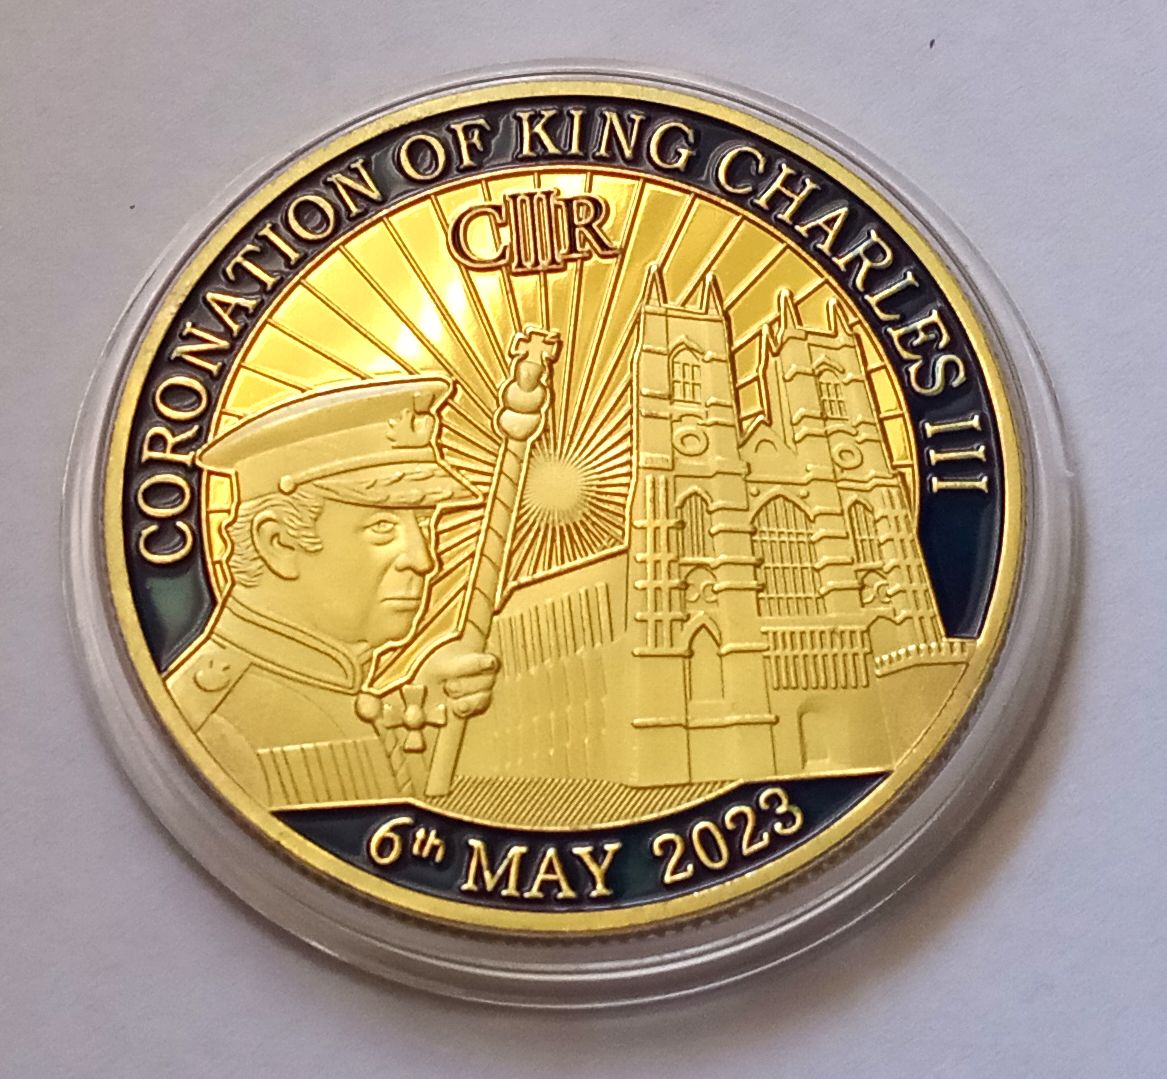 CORONATION OF KING CHARLES III
CIIIR
6th MAY 2023